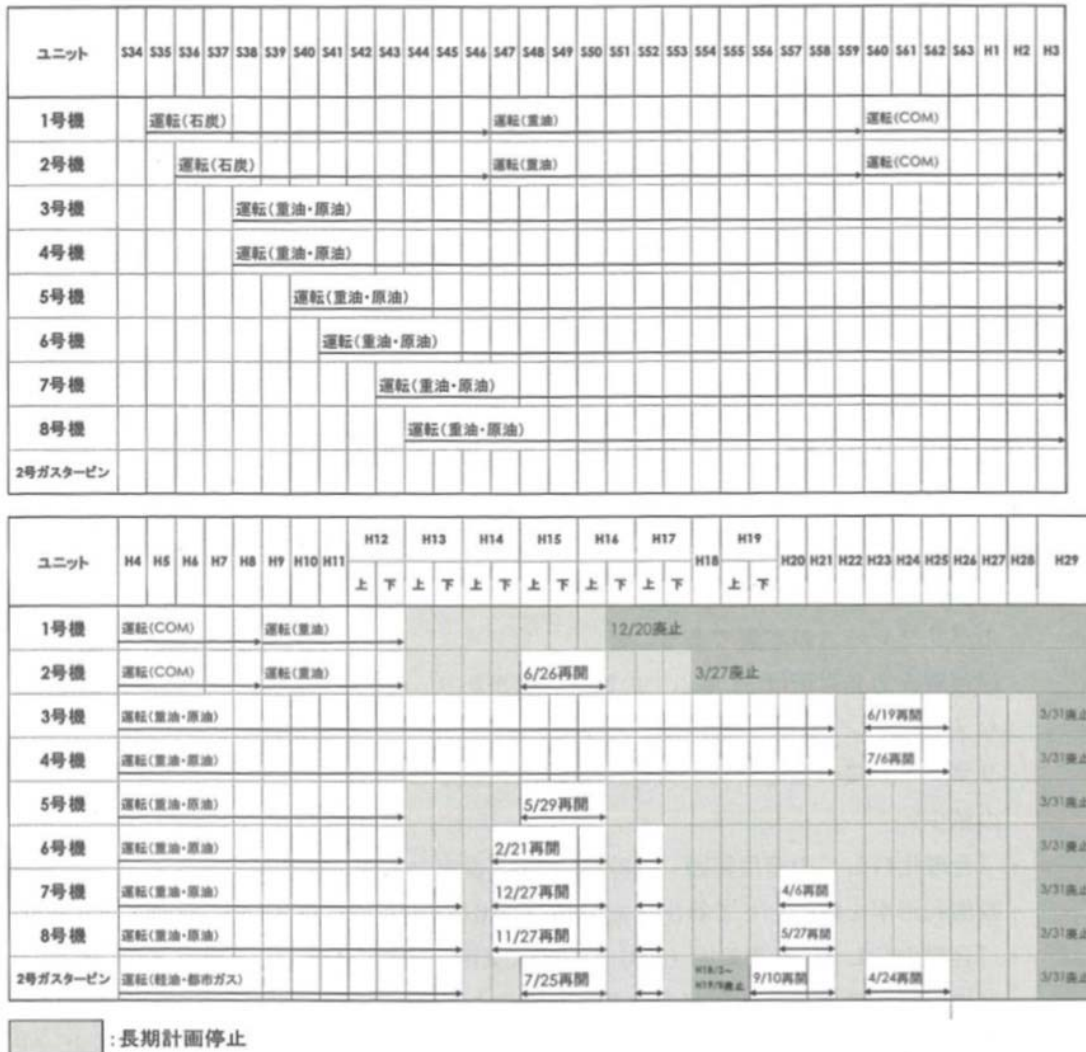 ユニット S34 S35 S36 S37 S38 S39 S40 S41 S42 S43 S44 S45 S46 S47 S48 S49 S50 S51 S52 S53 S54 S55 S56 S57 S58 S59 S60 S61 S62 S63 H1 H2 H3
1号機 運転(石炭) 運転(重油) 運転(COM)
2号機 運転(石炭) 運転(重油) 運転(COM)
3号機 運転(重油・原油)
4号機 運転(重油・原油)
5号機 運転(重油・原油)
6号機 運転(重油・原油)
7号機 運転(重油・原油)
8号機 運転(重油・原油)
2号ガスタービン
ユニット H4 H5 H6 H7 H8 H9 H10 H11 H12 H13 H14 H15 H16 H17 H18 H19 H20 H21 H22 H23 H24 H25 H26 H27 H28 H29
上 下 上 下 上 下 上 下 上 下 上 下 上 下
1号機 運転(COM) 運転(重油) 12/20廃止
2号機 運転(COM) 運転(重油) 6/26再開 3/27廃止
3号機 運転(重油・原油) 6/19再開 3/31廃止
4号機 運転(重油・原油) 7/6再開 3/31廃止
5号機 運転(重油・原油) 5/29再開 3/31廃止
6号機 運転(重油・原油) 2/21再開 3/31廃止
7号機 運転(重油・原油) 12/27再開 4/6再開 3/31廃止
8号機 運転(重油・原油) 11/27再開 5/27再開 3/31廃止
2号ガスタービン 運転(軽油・都市ガス) 7/25再開 9/10再開 4/24再開 3/31廃止
:長期計画停止